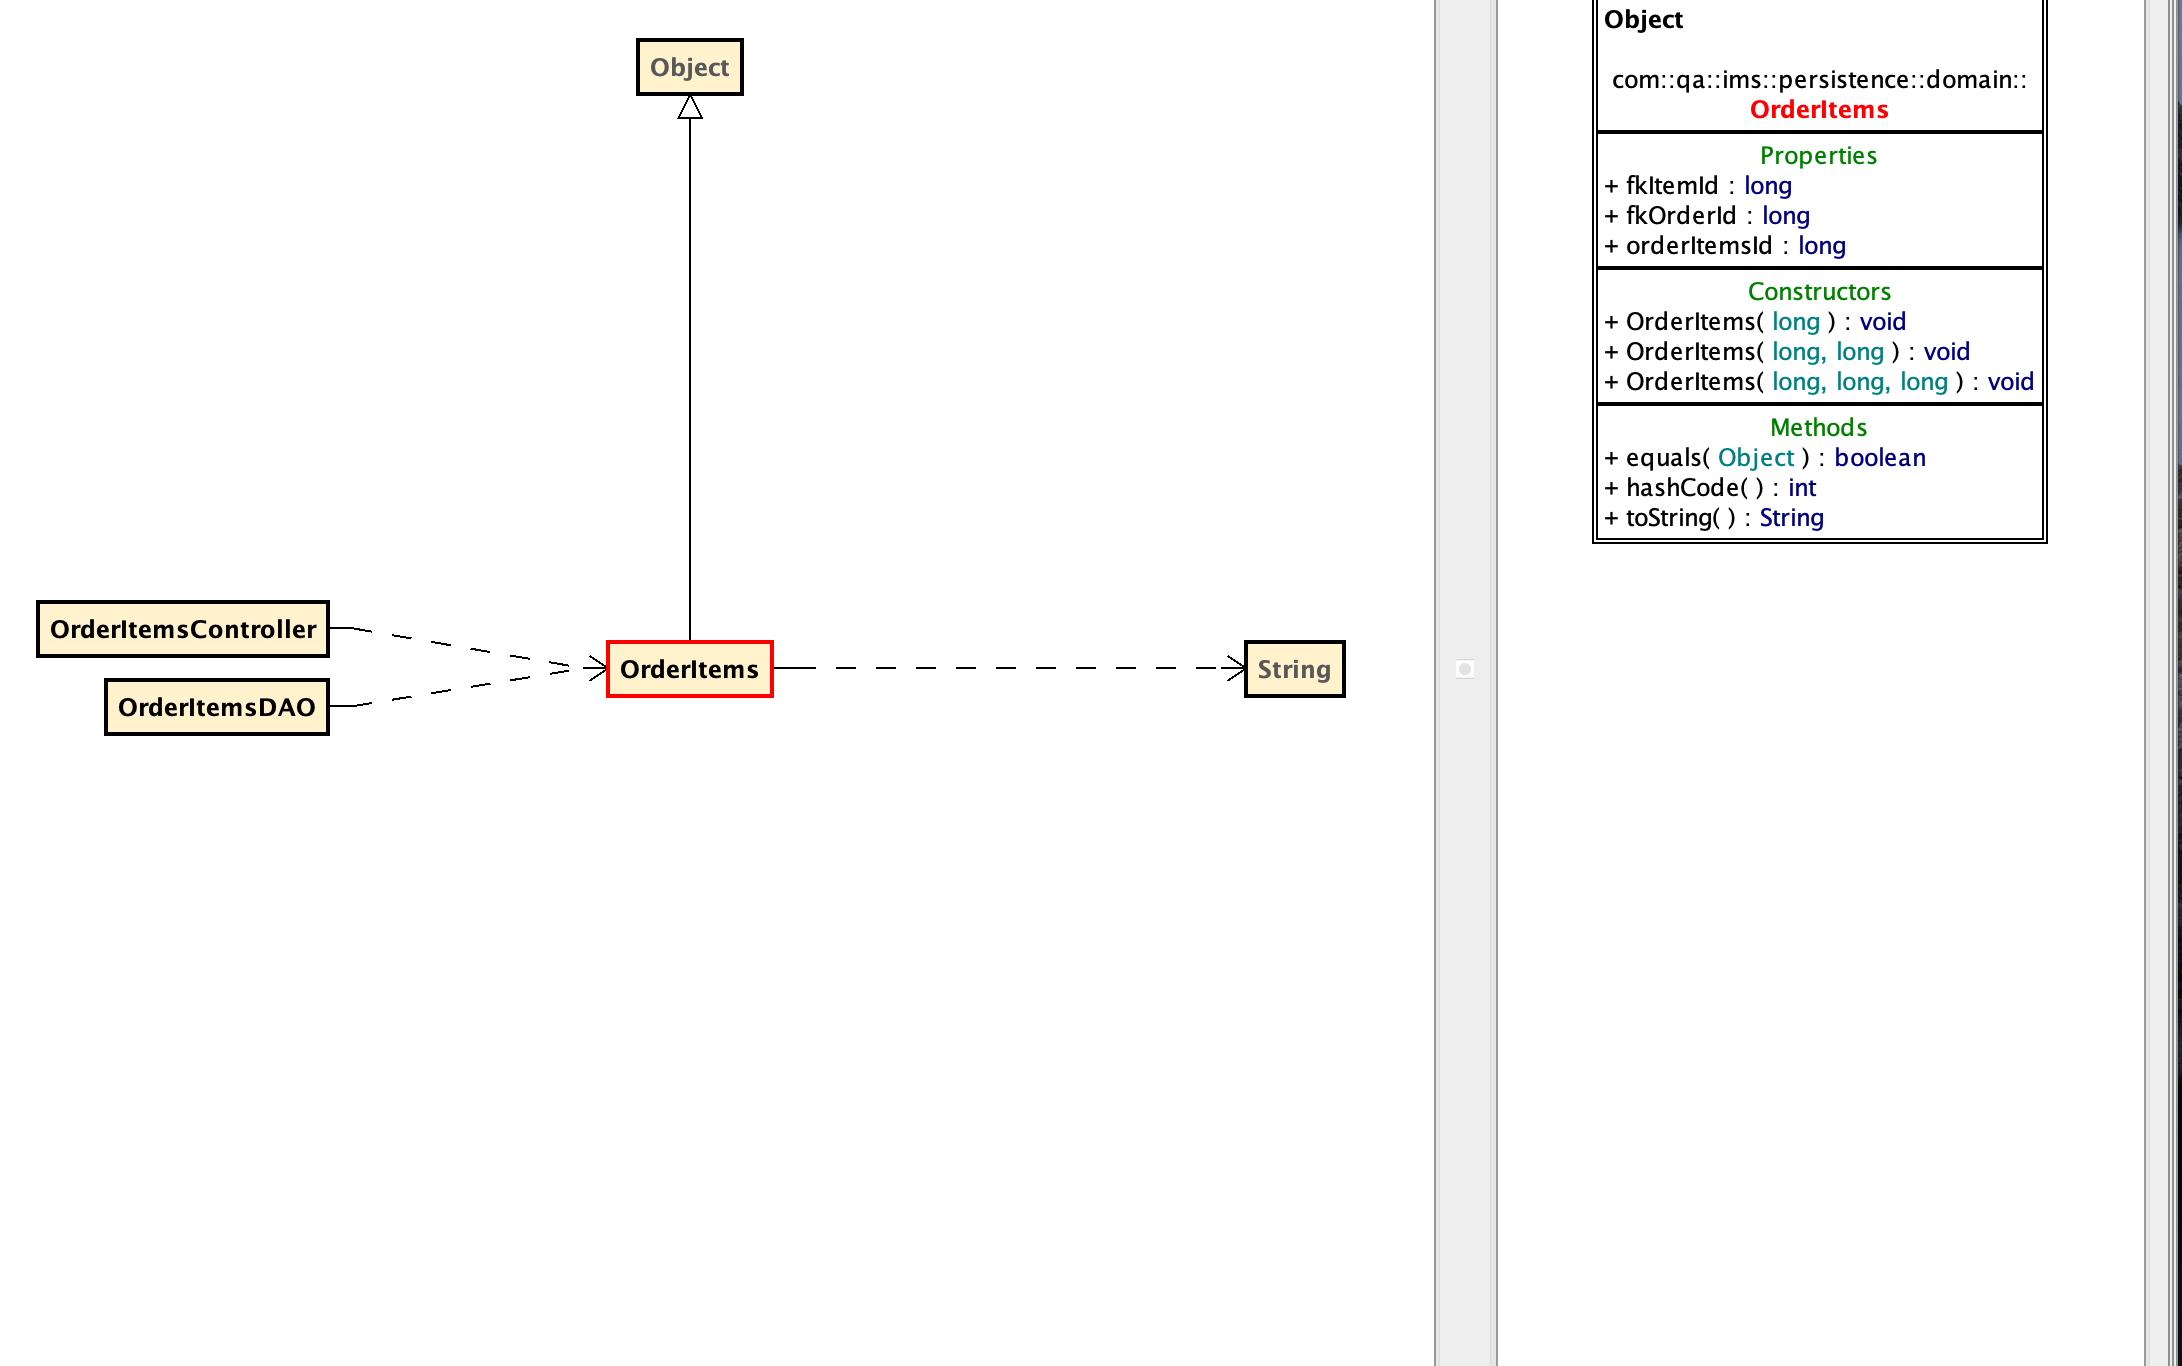 Object
OrderItemsController
OrderItems
String
OrderItemsDAO
Object
com::qa::ims::persistence::domain::
OrderItems
Properties
+ fkItemId : long
+ fkOrderId : long
+ orderItemsId : long
Constructors
+ OrderItems( long ) : void
+ OrderItems( long, long ) : void
+ OrderItems( long, long, long ) : void
Methods
+ equals( Object ) : boolean
+ hashCode( ) : int
+ toString( ) : String